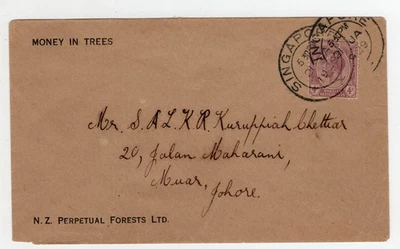 MONEY IN TREES
SINGAPORE
Mr. S.A L.K.R. Kuruppiah Chettiar
20, Jalan Maharani,
Muar,
Johore.
N.Z. PERPETUAL FORESTS LTD.